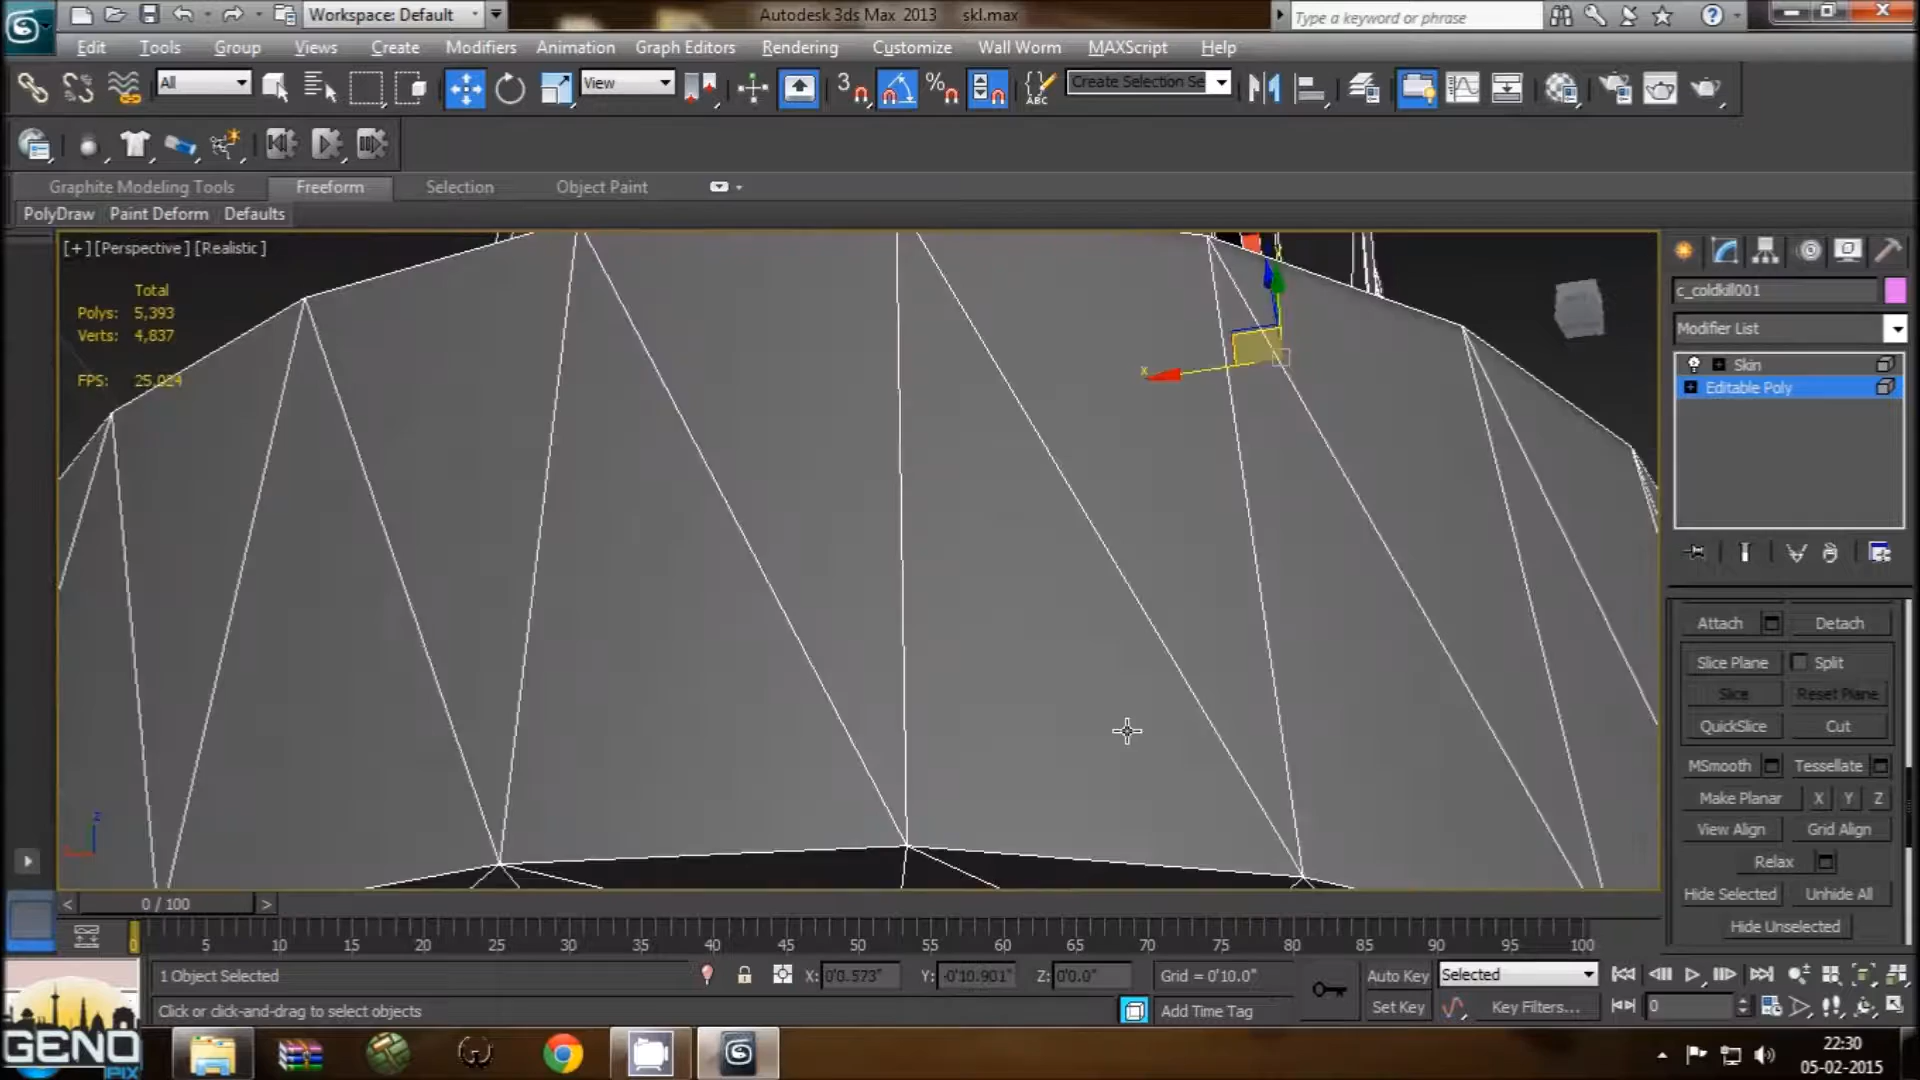 Workspace: Default
Autodesk 3ds Max 2013 skl.max
Type a keyword or phrase
Edit Tools Group Views Create Modifiers Animation Graph Editors Rendering Customize Wall Worm MAXScript Help
All
View
3
%
ABC
Create Selection Se
Graphite Modeling Tools Freeform Selection Object Paint
PolyDraw Paint Deform Defaults
[+][Perspective][Realistic]
Total
Polys: 5,393
Verts: 4,837
FPS:
x
z
c_coldkill001
Modifier List
Skin
Editable Poly
Attach Detach
Slice Plane Split
Slice Reset Plane
QuickSlice Cut
MSmooth Tessellate
Make Planar X Y Z
View Align Grid Align
Relax
Hide Selected Unhide All
Hide Unselected
< 0 / 100 >
0 5 10 15 20 25 30 35 40 45 50 55 60 65 70 75 80 85 90 95 100
1 Object Selected X: 0'0.573" Y: -0'10.901" Z: 0'0.0" Grid = 0'10.0" Auto Key Selected
Click or click-and-drag to select objects Add Time Tag Set Key Key Filters... 0
GENO
PIX
22:30
05-02-2015